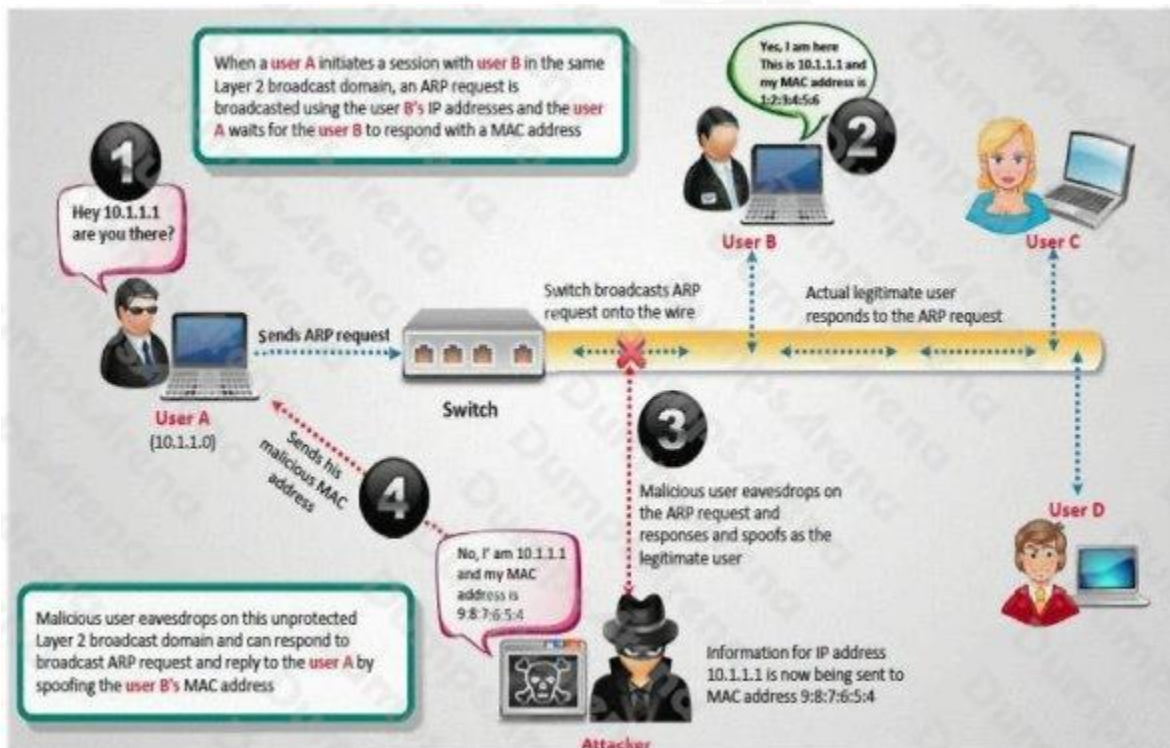 When a user A initiates a session with user B in the same
Layer 2 broadcast domain, an ARP request is
broadcasted using the user B's IP addresses and the user
A waits for the user B to respond with a MAC address
Yes, I am here
This is 10.1.1.1 and
my MAC address is
1:2:3:4:5:6
1
2
Hey 10.1.1.1
are you there?
User B
User C
Switch broadcasts ARP
request onto the wire
Actual legitimate user
responds to the ARP request
Sends ARP request
Switch
User A
(10.1.1.0)
3
Sends his
malicious MAC
address
4
Malicious user eavesdrops on
the ARP request and
responses and spoofs as the
legitimate user
User D
No, I' am 10.1.1.1
and my MAC
address is
9:8:7:6:5:4
Malicious user eavesdrops on this unprotected
Layer 2 broadcast domain and can respond to
broadcast ARP request and reply to the user A by
spoofing the user B's MAC address
Information for IP address
10.1.1.1 is now being sent to
MAC address 9:8:7:6:5:4
Attacker
DumpsArena